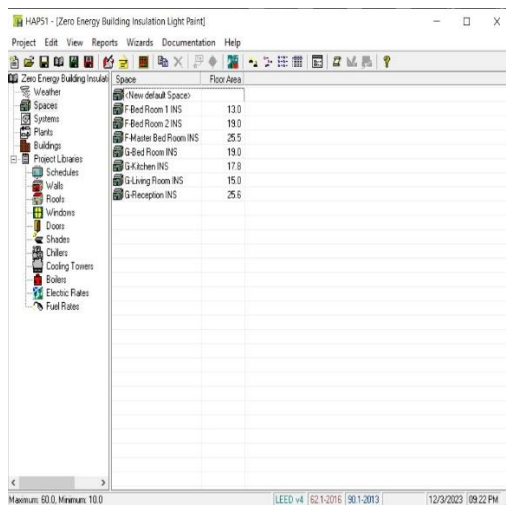 HAP51 - [Zero Energy Building Insulation Light Paint]
Project Edit View Reports Wizards Documentation Help
Zero Energy Building Insulati
Weather
Spaces
Systems
Plants
Buildings
Project Libraries
Schedules
Walls
Roofs
Windows
Doors
Shades
Chillers
Cooling Towers
Boilers
Electric Rates
Fuel Rates
Space Floor Area
<New default Space>
F-Bed Room 1 INS 13.0
F-Bed Room 2 INS 19.0
F-Master Bed Room INS 25.5
G-Bed Room INS 19.0
G-Kitchen INS 17.8
G-Living Room INS 15.0
G-Reception INS 25.6
Maximum: 60.0, Minimum: 10.0 LEED v4 62.1-2016 90.1-2013 12/3/2023 09:22 PM